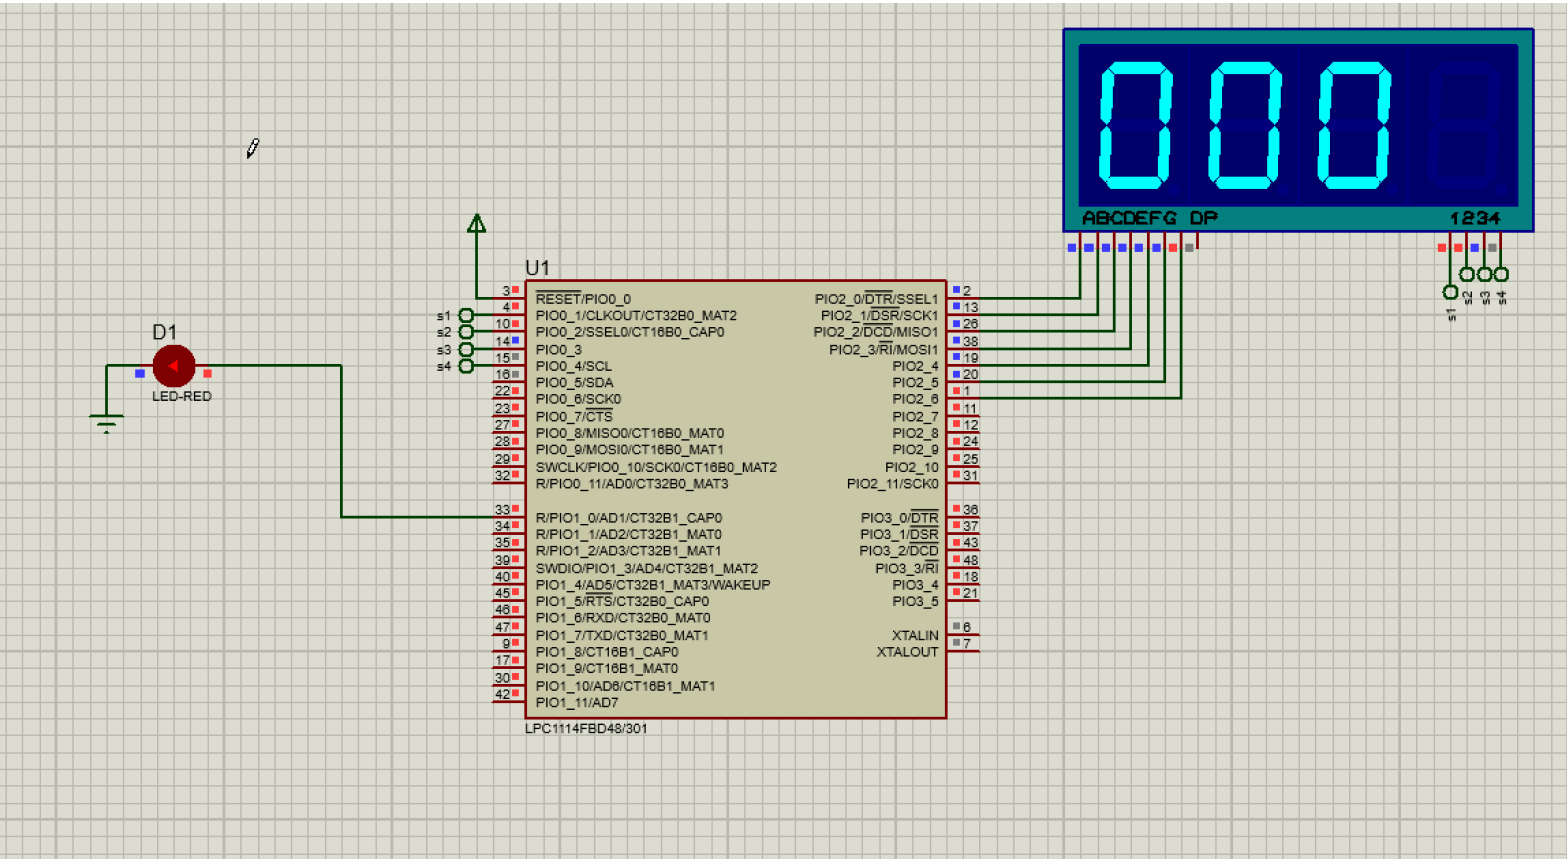 ABCDEFG DP
1234
s1
s2
s3
s4
U1
3 RESET/PIO0_0
4 PIO0_1/CLKOUT/CT32B0_MAT2
10 PIO0_2/SSEL0/CT16B0_CAP0
14 PIO0_3
15 PIO0_4/SCL
16 PIO0_5/SDA
22 PIO0_6/SCK0
23 PIO0_7/CTS
27 PIO0_8/MISO0/CT16B0_MAT0
28 PIO0_9/MOSI0/CT16B0_MAT1
29 SWCLK/PIO0_10/SCK0/CT16B0_MAT2
32 R/PIO0_11/AD0/CT32B0_MAT3
33 R/PIO1_0/AD1/CT32B1_CAP0
34 R/PIO1_1/AD2/CT32B1_MAT0
35 R/PIO1_2/AD3/CT32B1_MAT1
39 SWDIO/PIO1_3/AD4/CT32B1_MAT2
40 PIO1_4/AD5/CT32B1_MAT3/WAKEUP
45 PIO1_5/RTS/CT32B0_CAP0
46 PIO1_6/RXD/CT32B0_MAT0
47 PIO1_7/TXD/CT32B0_MAT1
9 PIO1_8/CT16B1_CAP0
17 PIO1_9/CT16B1_MAT0
30 PIO1_10/AD6/CT16B1_MAT1
42 PIO1_11/AD7
PIO2_0/DTR/SSEL1 2
PIO2_1/DSR/SCK1 13
PIO2_2/DCD/MISO1 26
PIO2_3/RI/MOSI1 38
PIO2_4 19
PIO2_5 20
PIO2_6 1
PIO2_7 11
PIO2_8 12
PIO2_9 24
PIO2_10 25
PIO2_11/SCK0 31
PIO3_0/DTR 36
PIO3_1/DSR 37
PIO3_2/DCD 43
PIO3_3/RI 48
PIO3_4 18
PIO3_5 21
XTALIN 6
XTALOUT 7
LPC1114FBD48/301
s1
s2
s3
s4
D1
LED-RED
000